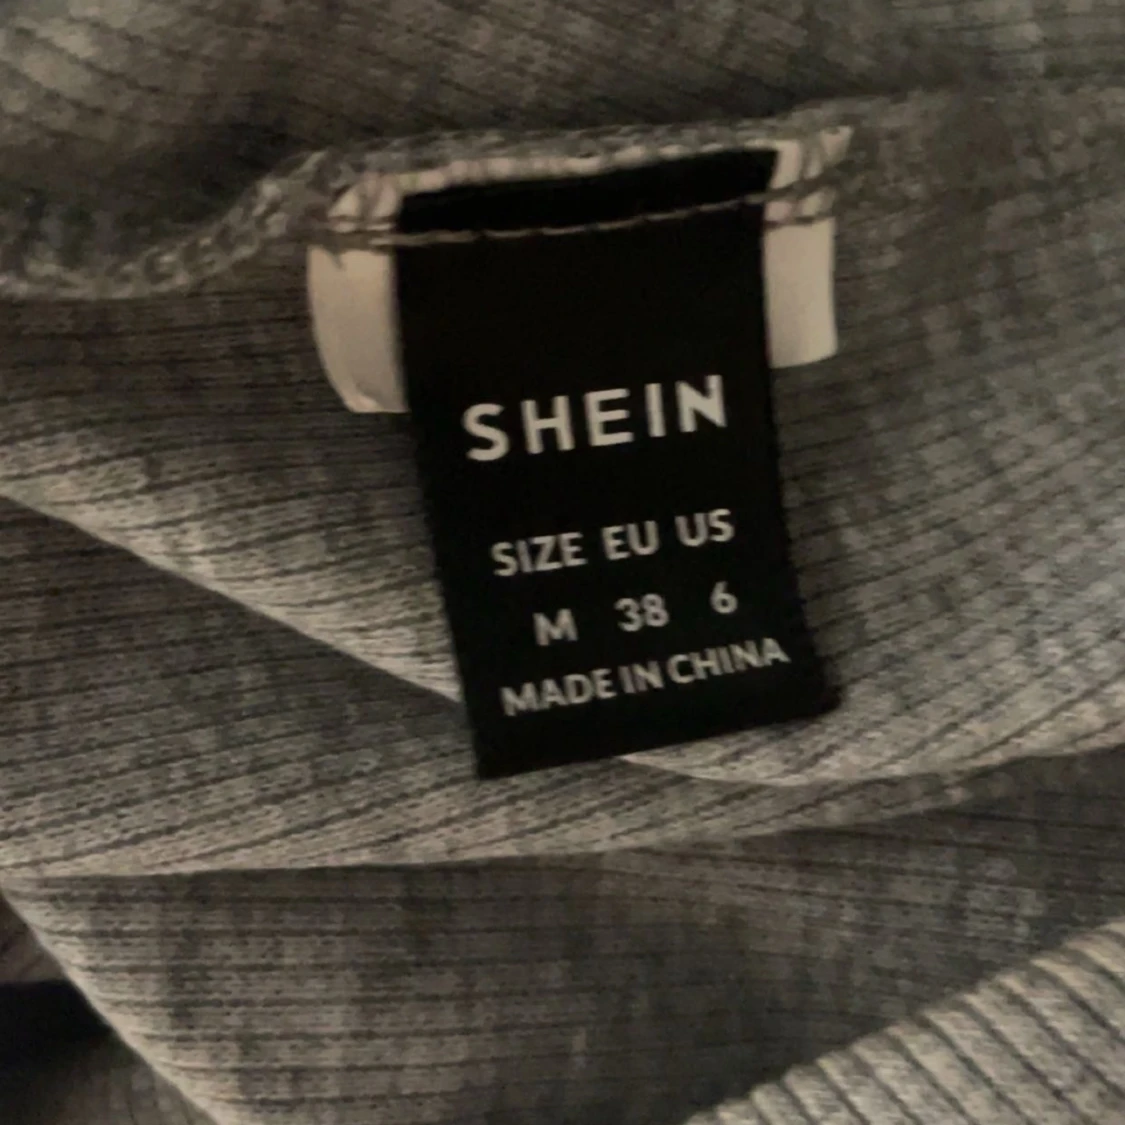 SHEIN
SIZE EU US
M 38 6
MADE IN CHINA